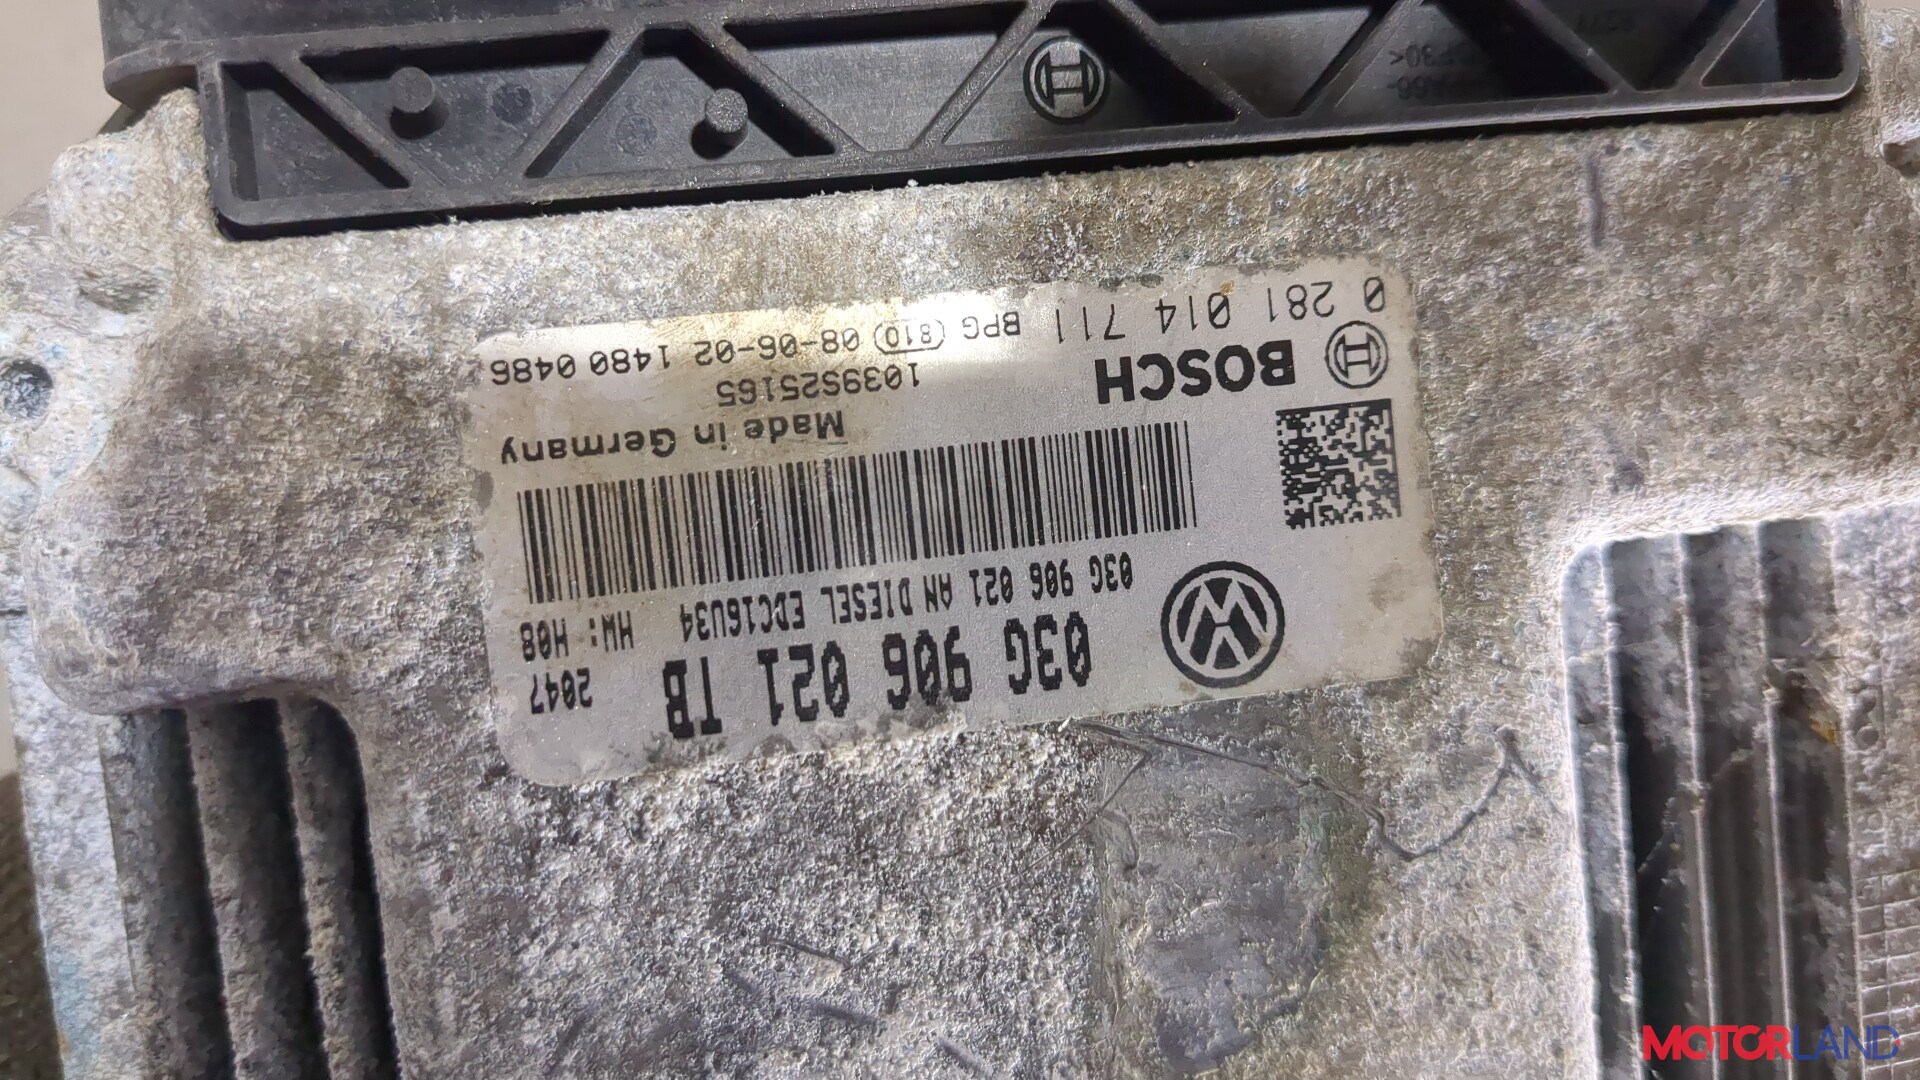 03G 906 021 TB 2047
03G 906 021 AN DIESEL EDC16U34 HW: H08
Made in Germany
1039S25165
BOSCH
0 281 014 711 BPG (810) 08-06-02 1480 0486
MOTORLAND